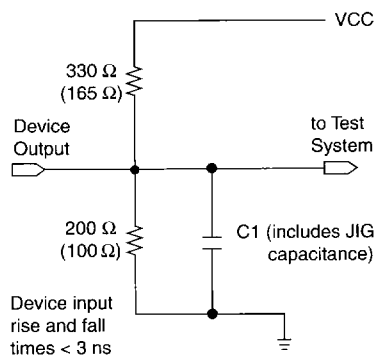 VCC
330 Ω
(165 Ω)
Device
Output
to Test
System
200 Ω
(100 Ω)
C1 (includes JIG
capacitance)
Device input
rise and fall
times < 3 ns